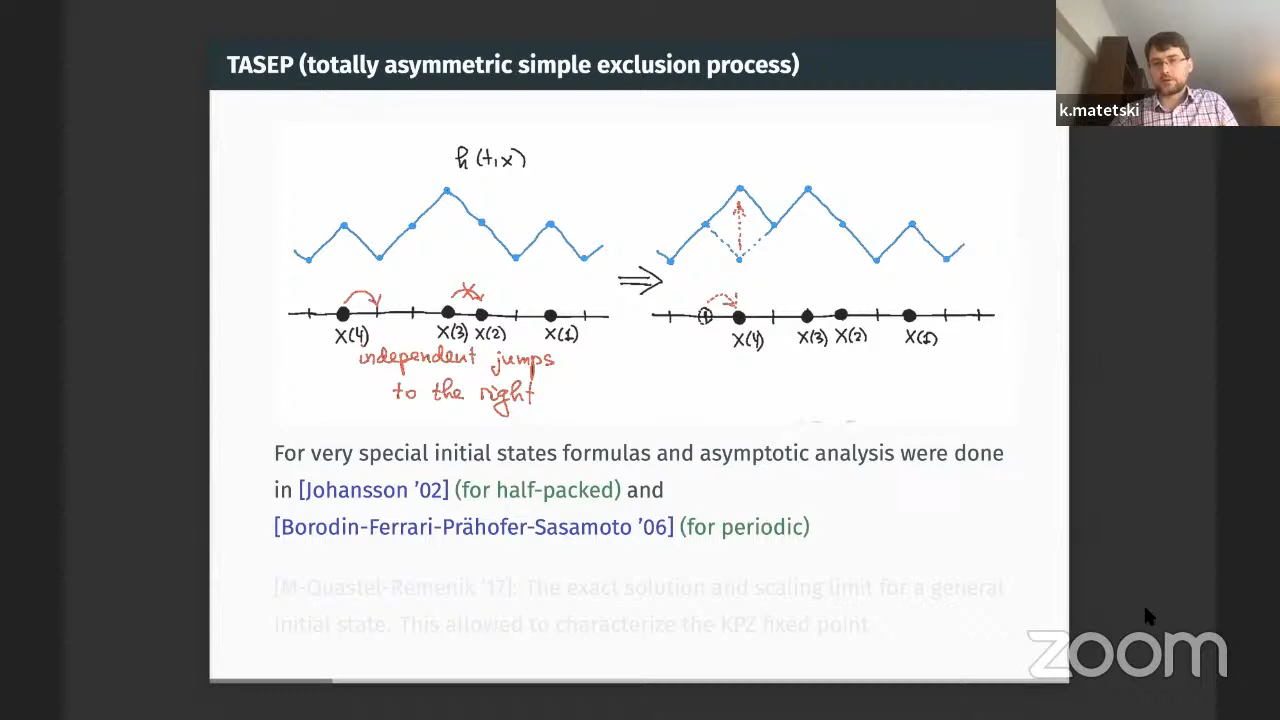 TASEP (totally asymmetric simple exclusion process)
k.matetski
h(t,x)
X(4) X(3) X(2) X(1)
independent jumps
to the right
X(4) X(3) X(2) X(1)
For very special initial states formulas and asymptotic analysis were done
in [Johansson ’02] (for half-packed) and
[Borodin-Ferrari-Prähofer-Sasamoto ’06] (for periodic)
[M-Quastel-Remenik ’17]: The exact solution and scaling limit for a general
initial state. This allowed to characterize the KPZ fixed point
zoom